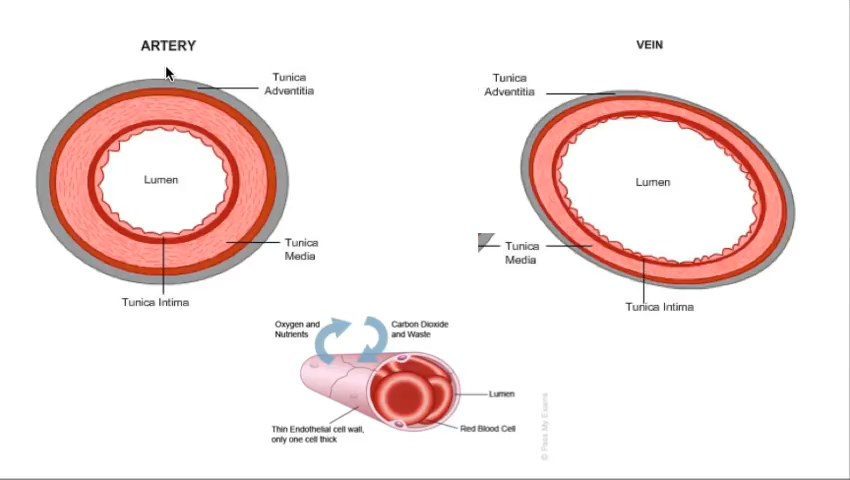 ARTERY
VEIN
Tunica
Adventitia
Tunica
Adventitia
Lumen
Lumen
Tunica
Media
Tunica
Media
Tunica Intima
Tunica Intima
Oxygen and
Nutrients
Carbon Dioxide
and Waste
Lumen
Thin Endothelial cell wall,
only one cell thick
Red Blood Cell
© Pass My Exams